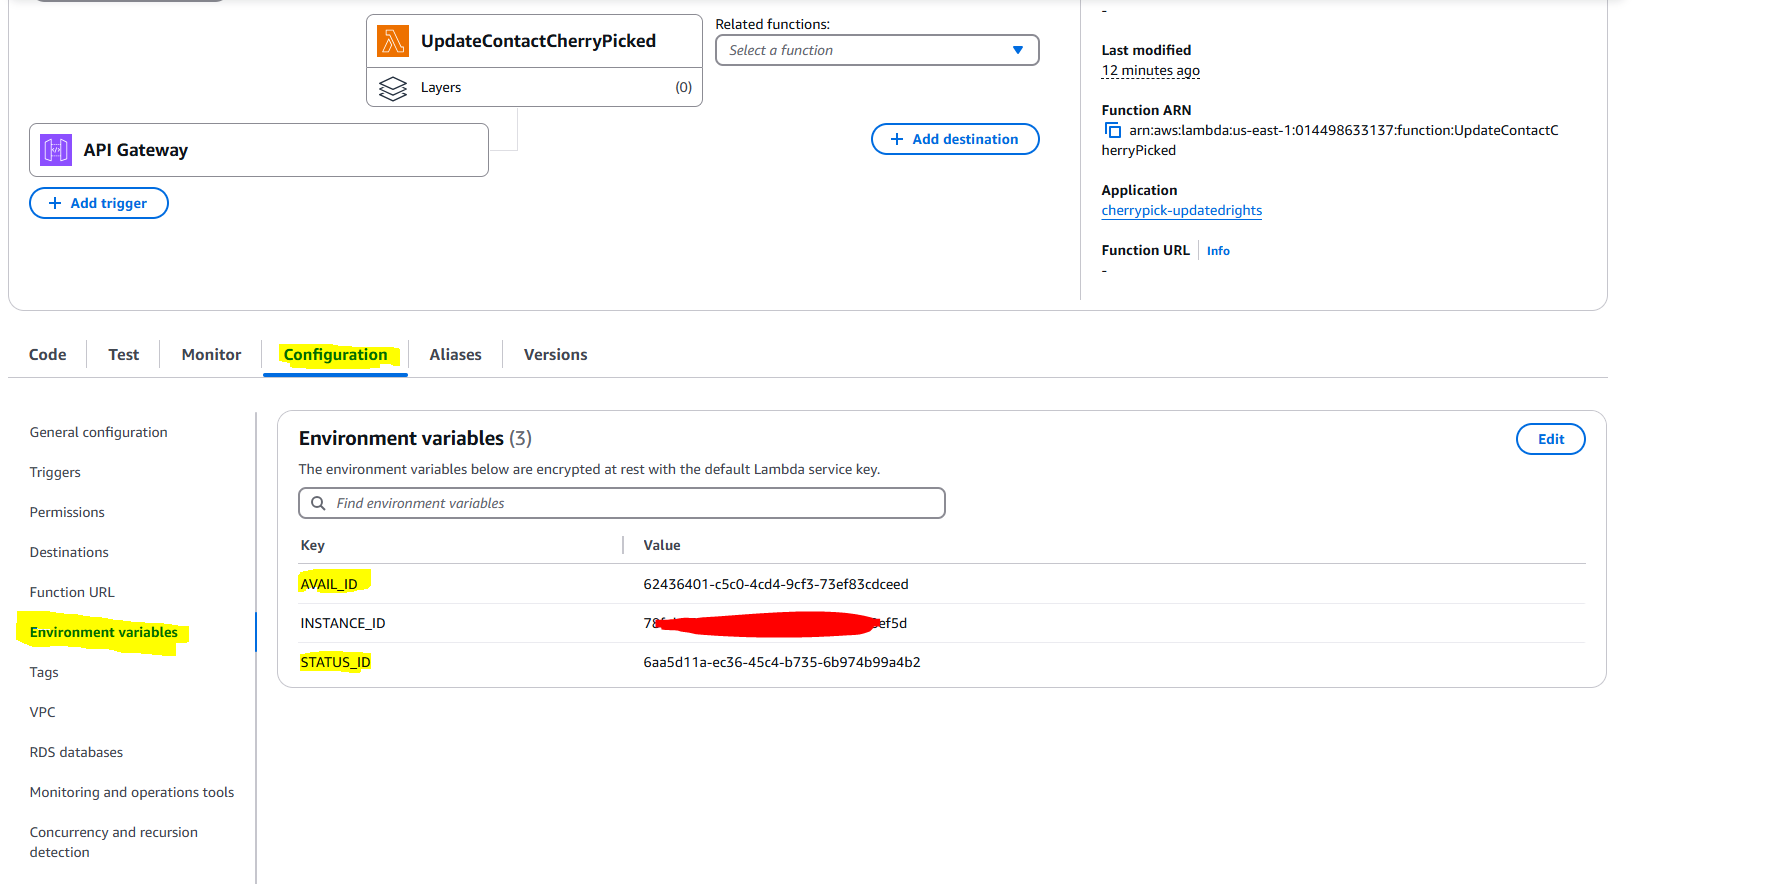 UpdateContactCherryPicked
Layers
(0)
Related functions:
Select a function
API Gateway
+ Add trigger
+ Add destination
-
Last modified
12 minutes ago
Function ARN
arn:aws:lambda:us-east-1:014498633137:function:UpdateContactC
herryPicked
Application
cherrypick-updatedrights
Function URL Info
-
Code Test Monitor Configuration Aliases Versions
General configuration
Triggers
Permissions
Destinations
Function URL
Environment variables
Tags
VPC
RDS databases
Monitoring and operations tools
Concurrency and recursion
detection
Environment variables (3)
Edit
The environment variables below are encrypted at rest with the default Lambda service key.
Find environment variables
Key Value
AVAIL_ID 62436401-c5c0-4cd4-9cf3-73ef83cdceed
INSTANCE_ID
STATUS_ID 6aa5d11a-ec36-45c4-b735-6b974b99a4b2